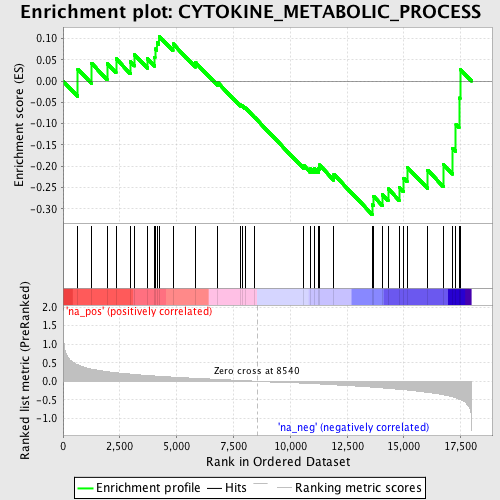 Enrichment plot: CYTOKINE_METABOLIC_PROCESS
Enrichment score (ES)
0.10
0.05
0.00
-0.05
-0.10
-0.15
-0.20
-0.25
-0.30
'na_pos' (positively correlated)
Ranked list metric (PreRanked)
2.0
1.5
1.0
0.5
0.0
-0.5
-1.0
Zero cross at 8540
'na_neg' (negatively correlated)
0 2,500 5,000 7,500 10,000 12,500 15,000 17,500
Rank in Ordered Dataset
Enrichment profile Hits Ranking metric scores